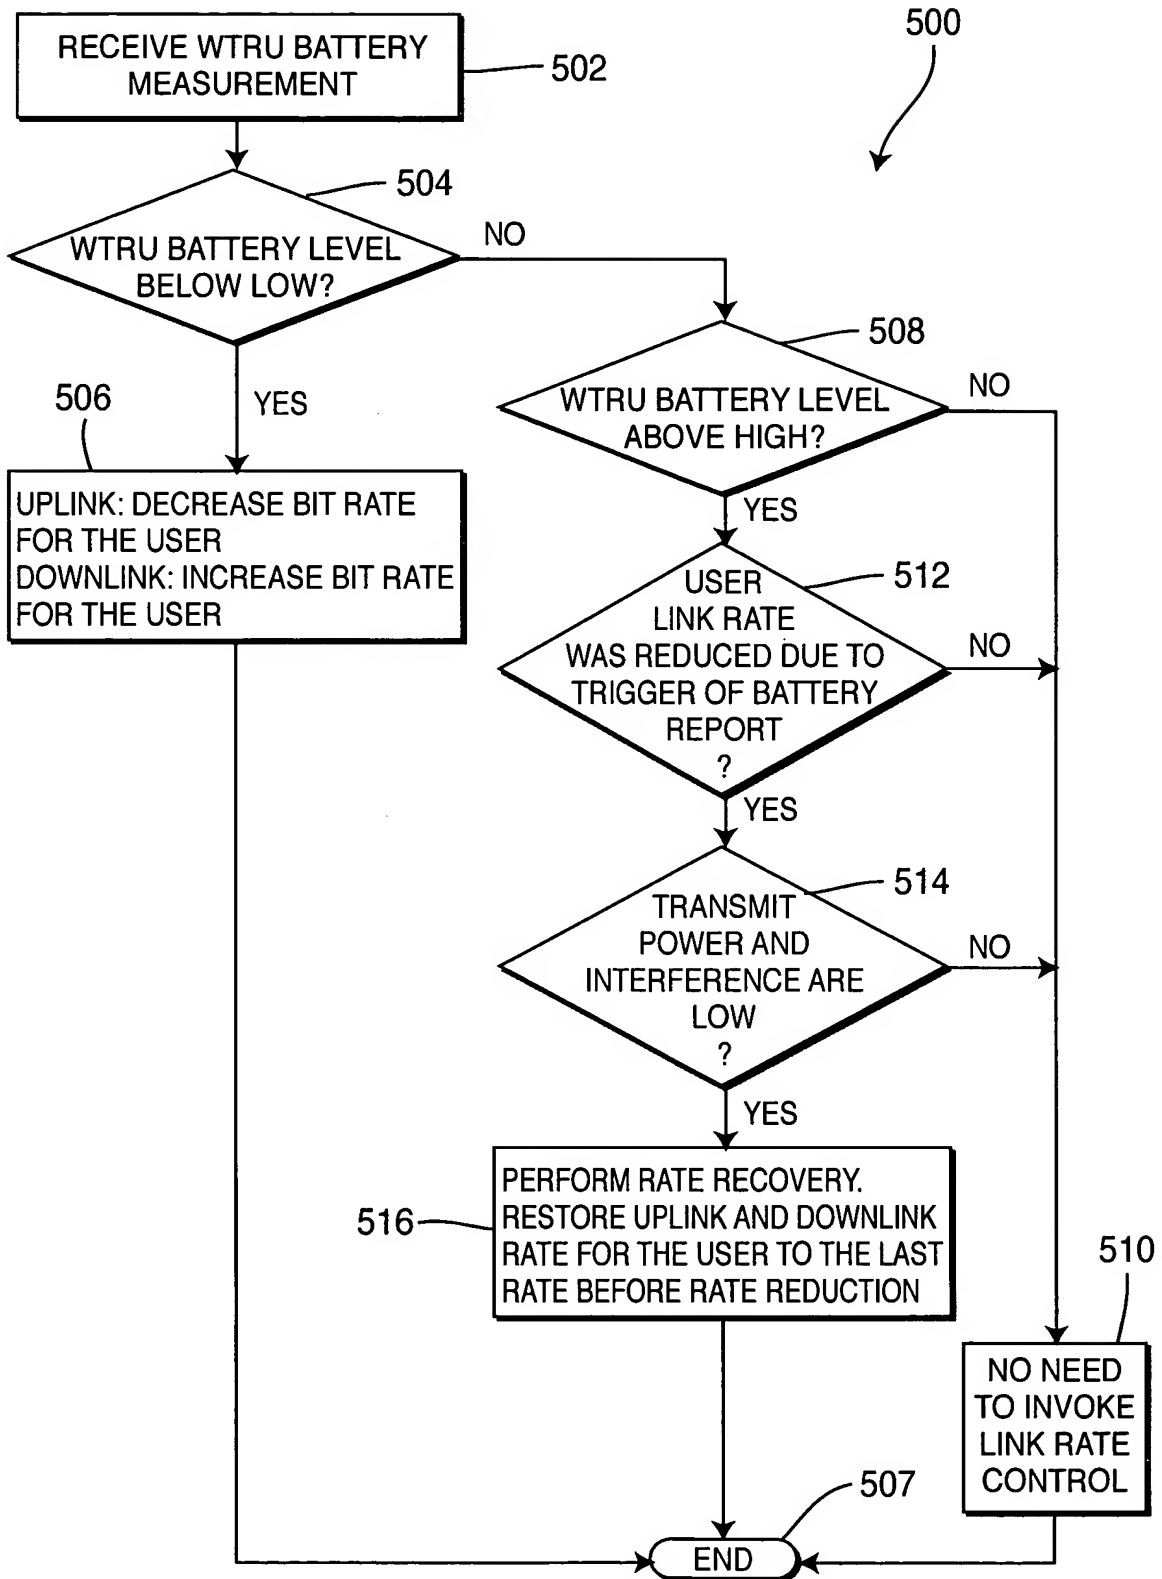 500
RECEIVE WTRU BATTERY
MEASUREMENT
502
504
WTRU BATTERY LEVEL
BELOW LOW?
NO
YES
506
UPLINK: DECREASE BIT RATE
FOR THE USER
DOWNLINK: INCREASE BIT RATE
FOR THE USER
508
WTRU BATTERY LEVEL
ABOVE HIGH?
NO
YES
512
USER
LINK RATE
WAS REDUCED DUE TO
TRIGGER OF BATTERY
REPORT
?
NO
YES
514
TRANSMIT
POWER AND
INTERFERENCE ARE
LOW
?
NO
YES
516
PERFORM RATE RECOVERY.
RESTORE UPLINK AND DOWNLINK
RATE FOR THE USER TO THE LAST
RATE BEFORE RATE REDUCTION
510
NO NEED
TO INVOKE
LINK RATE
CONTROL
507
END